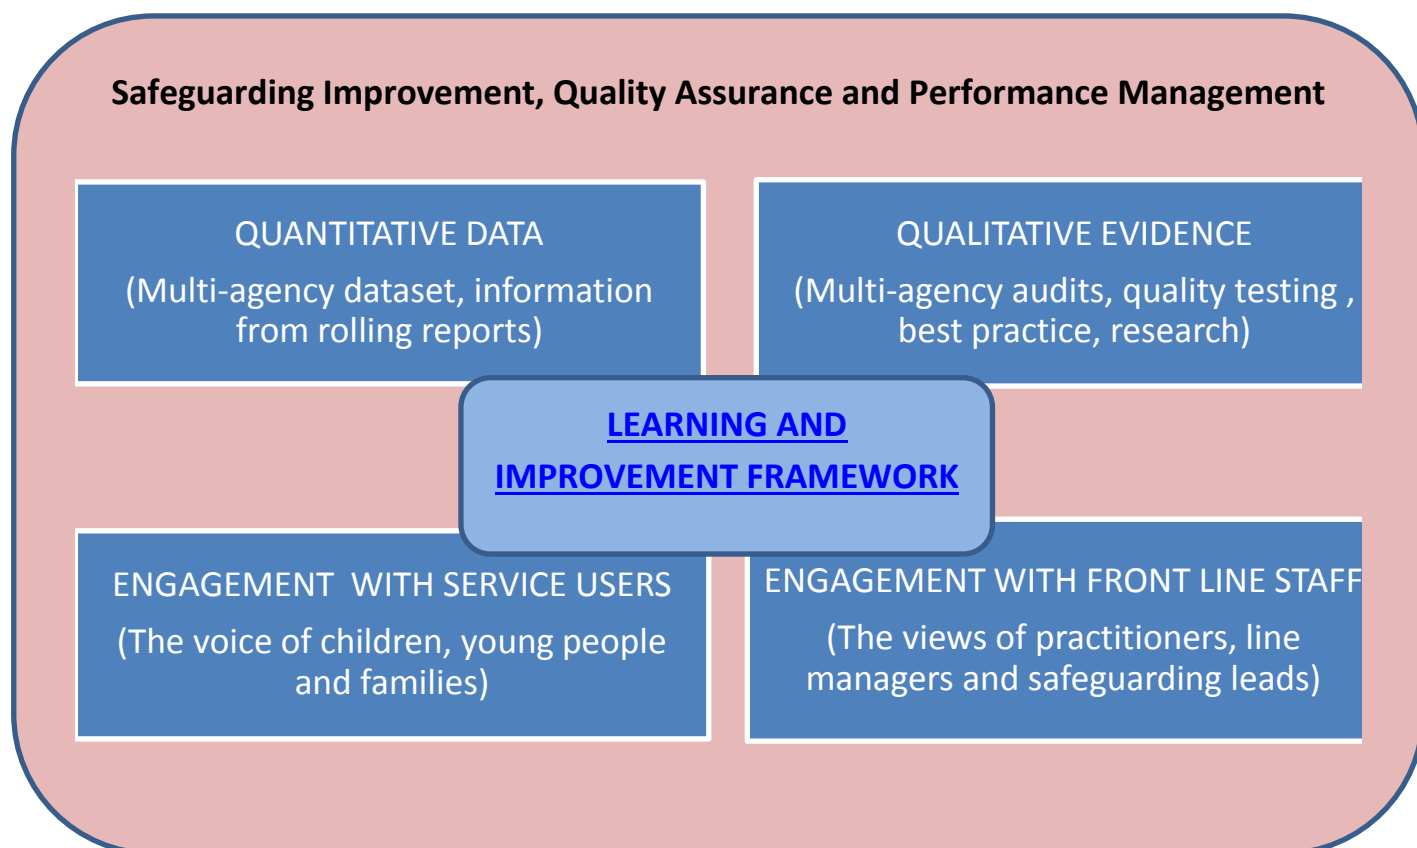 Safeguarding Improvement, Quality Assurance and Performance Management
QUANTITATIVE DATA
(Multi-agency dataset, information
from rolling reports)
QUALITATIVE EVIDENCE
(Multi-agency audits, quality testing ,
best practice, research)
LEARNING AND
IMPROVEMENT FRAMEWORK
ENGAGEMENT  WITH SERVICE USERS
(The voice of children, young people
and families)
ENGAGEMENT WITH FRONT LINE STAFF
(The views of practitioners, line
managers and safeguarding leads)